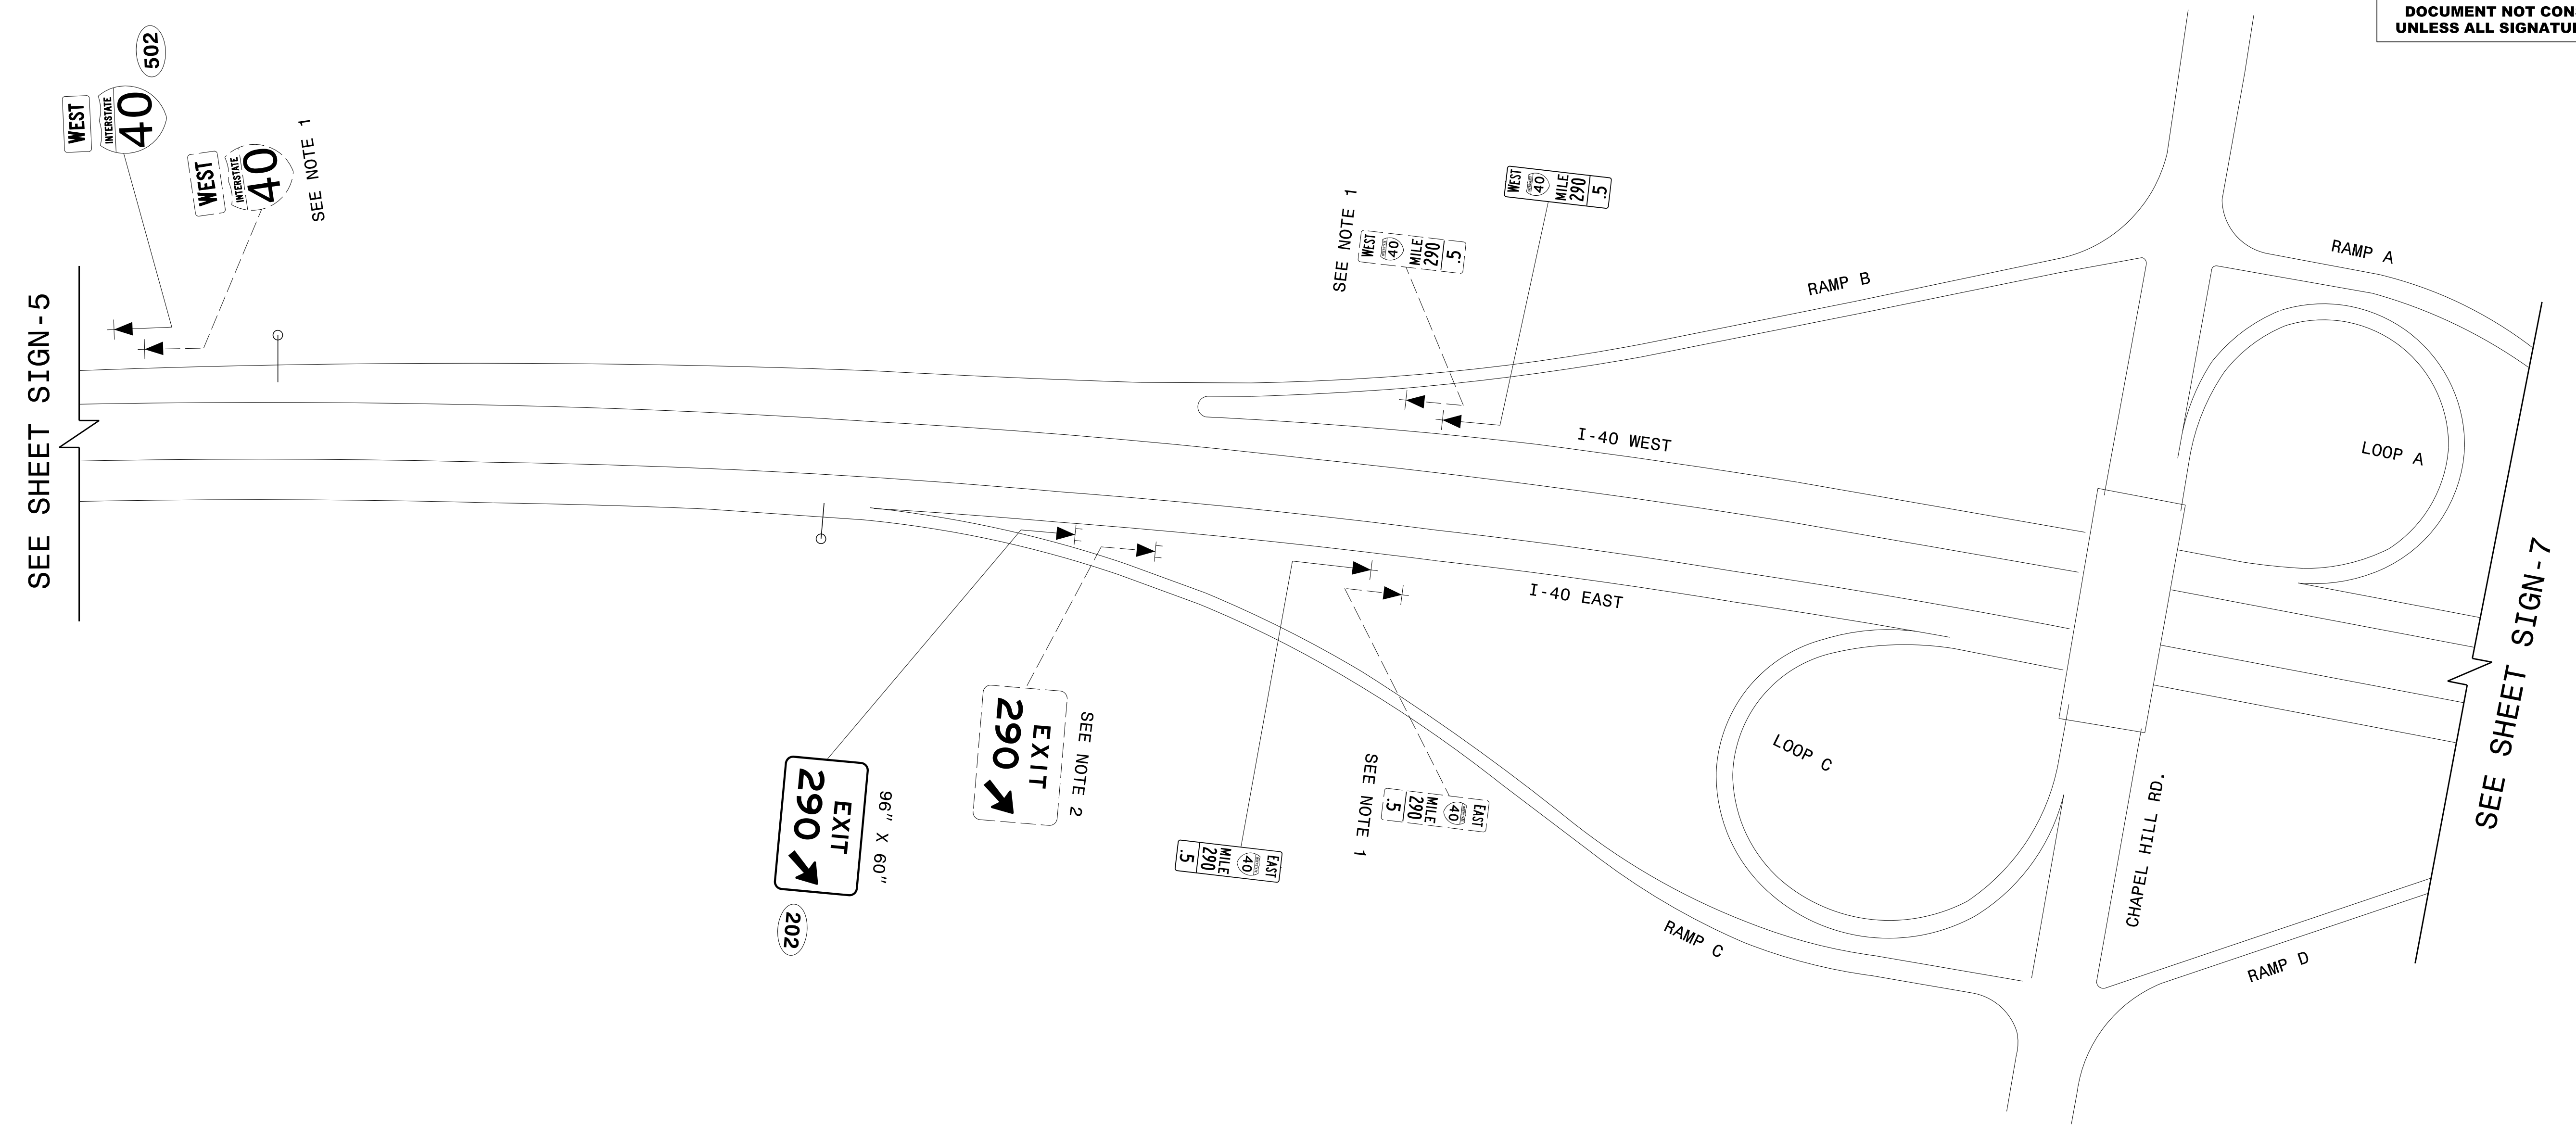 DOCUMENT NOT CON
UNLESS ALL SIGNATU
502
WEST
INTERSTATE
40
WEST
INTERSTATE
40
SEE NOTE 1
SEE SHEET SIGN-5
WEST
40
MILE
290
.5
SEE NOTE 1
WEST
40
MILE
290
.5
RAMP B
RAMP A
I-40 WEST
LOOP A
I-40 EAST
SEE SHEET SIGN-7
EXIT
290
SEE NOTE 2
EXIT
290
96" X 60"
202
EAST
40
MILE
290
.5
SEE NOTE 1
EAST
40
MILE
290
.5
LOOP C
CHAPEL HILL RD.
RAMP C
RAMP D